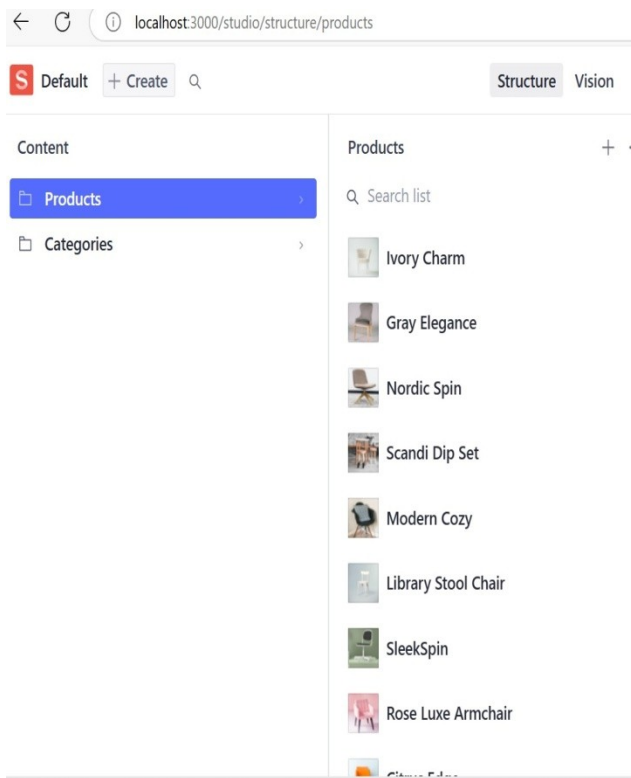 localhost:3000/studio/structure/products
S Default + Create Structure Vision
Content
Products
Categories
Products +
Search list
Ivory Charm
Gray Elegance
Nordic Spin
Scandi Dip Set
Modern Cozy
Library Stool Chair
SleekSpin
Rose Luxe Armchair